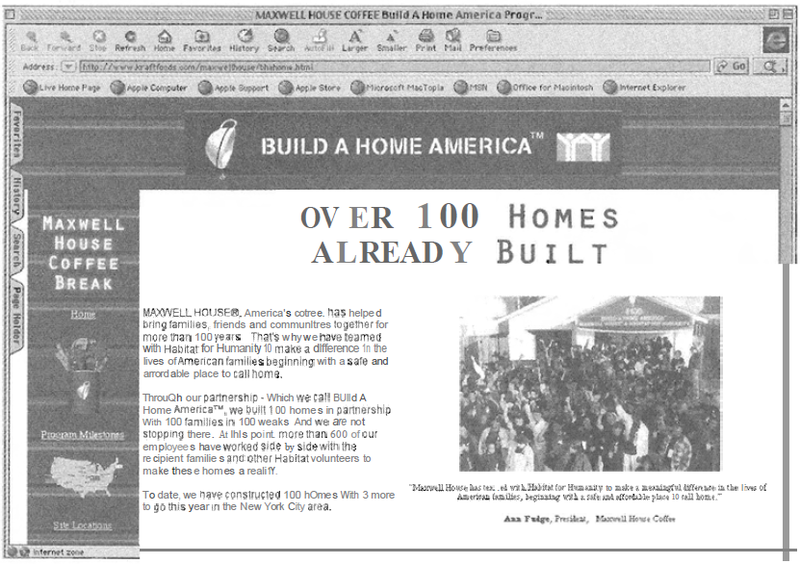 MAXWELL HOUSE COFFEE Build A Home America Progr...
Back Forward Stop Refresh Home Favorites History Search AutoFill Larger Smaller Print Mail Preferences
Address: http://www.kraftfoods.com/maxwellhouse/bhahome.html Go
Live Home Page Apple Computer Apple Support Apple Store Microsoft MacTopia MSN Office for Macintosh Internet Explorer
Favorites
History
Search
Page Holder
BUILD A HOME AMERICA™
MAXWELL
HOUSE
COFFEE
BREAK
Home
Program Milestones
Site Locations
OVER 100 HOMES
ALREADY BUILT
MAXWELL HOUSE®. America's cotree. has helped
bring families, friends and communltres together for
more than 100 years That's why we have teamed
with Habitat for Humanity 10 make a difference 1n the
lives of American families beginning with a safe and
arrordable place to call home.
ThrouQh our partnership - Which we call BUIld A
Home America™, we built 100 homes in partnership
With 100 families in 100 weaks And we are not
stopping there. At lhls point more than 600 of our
employees have worked side by side with the
recipient families and other Habitat volunteers to
make these homes a realiff.
To date, we have constructed 100 hOmes With 3 more
to go this year in the New York City area.
"Maxwell House has with Habitat for Humanity to make a meaningful difference in the lives of
American families, beginning with a safe and affordable place 10 call home."
Ann Fudge, President, Maxwell House Coffee
Internet zone